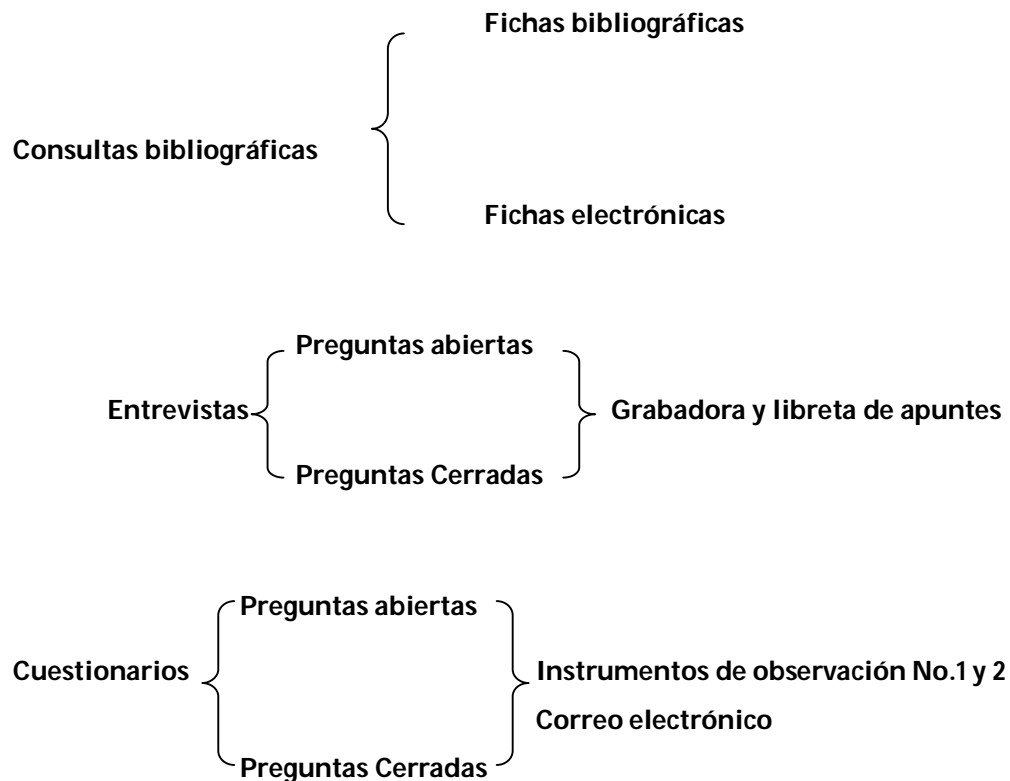 Fichas bibliográficas
Consultas bibliográficas
Fichas electrónicas
Preguntas abiertas
Entrevistas
Grabadora y libreta de apuntes
Preguntas Cerradas
Preguntas abiertas
Cuestionarios
Instrumentos de observación No.1 y 2
Correo electrónico
Preguntas Cerradas